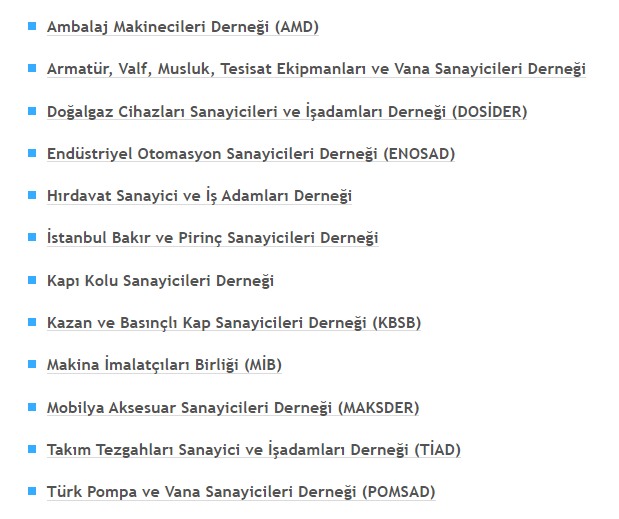 Ambalaj Makinecileri Derneği (AMD)
Armatür, Valf, Musluk, Tesisat Ekipmanları ve Vana Sanayicileri Derneği
Doğalgaz Cihazları Sanayicileri ve İşadamları Derneği (DOSİDER)
Endüstriyel Otomasyon Sanayicileri Derneği (ENOSAD)
Hırdavat Sanayici ve İş Adamları Derneği
İstanbul Bakır ve Pirinç Sanayicileri Derneği
Kapı Kolu Sanayicileri Derneği
Kazan ve Basınçlı Kap Sanayicileri Derneği (KBSB)
Makina İmalatçıları Birliği (MİB)
Mobilya Aksesuar Sanayicileri Derneği (MAKSDER)
Takım Tezgahları Sanayici ve İşadamları Derneği (TİAD)
Türk Pompa ve Vana Sanayicileri Derneği (POMSAD)